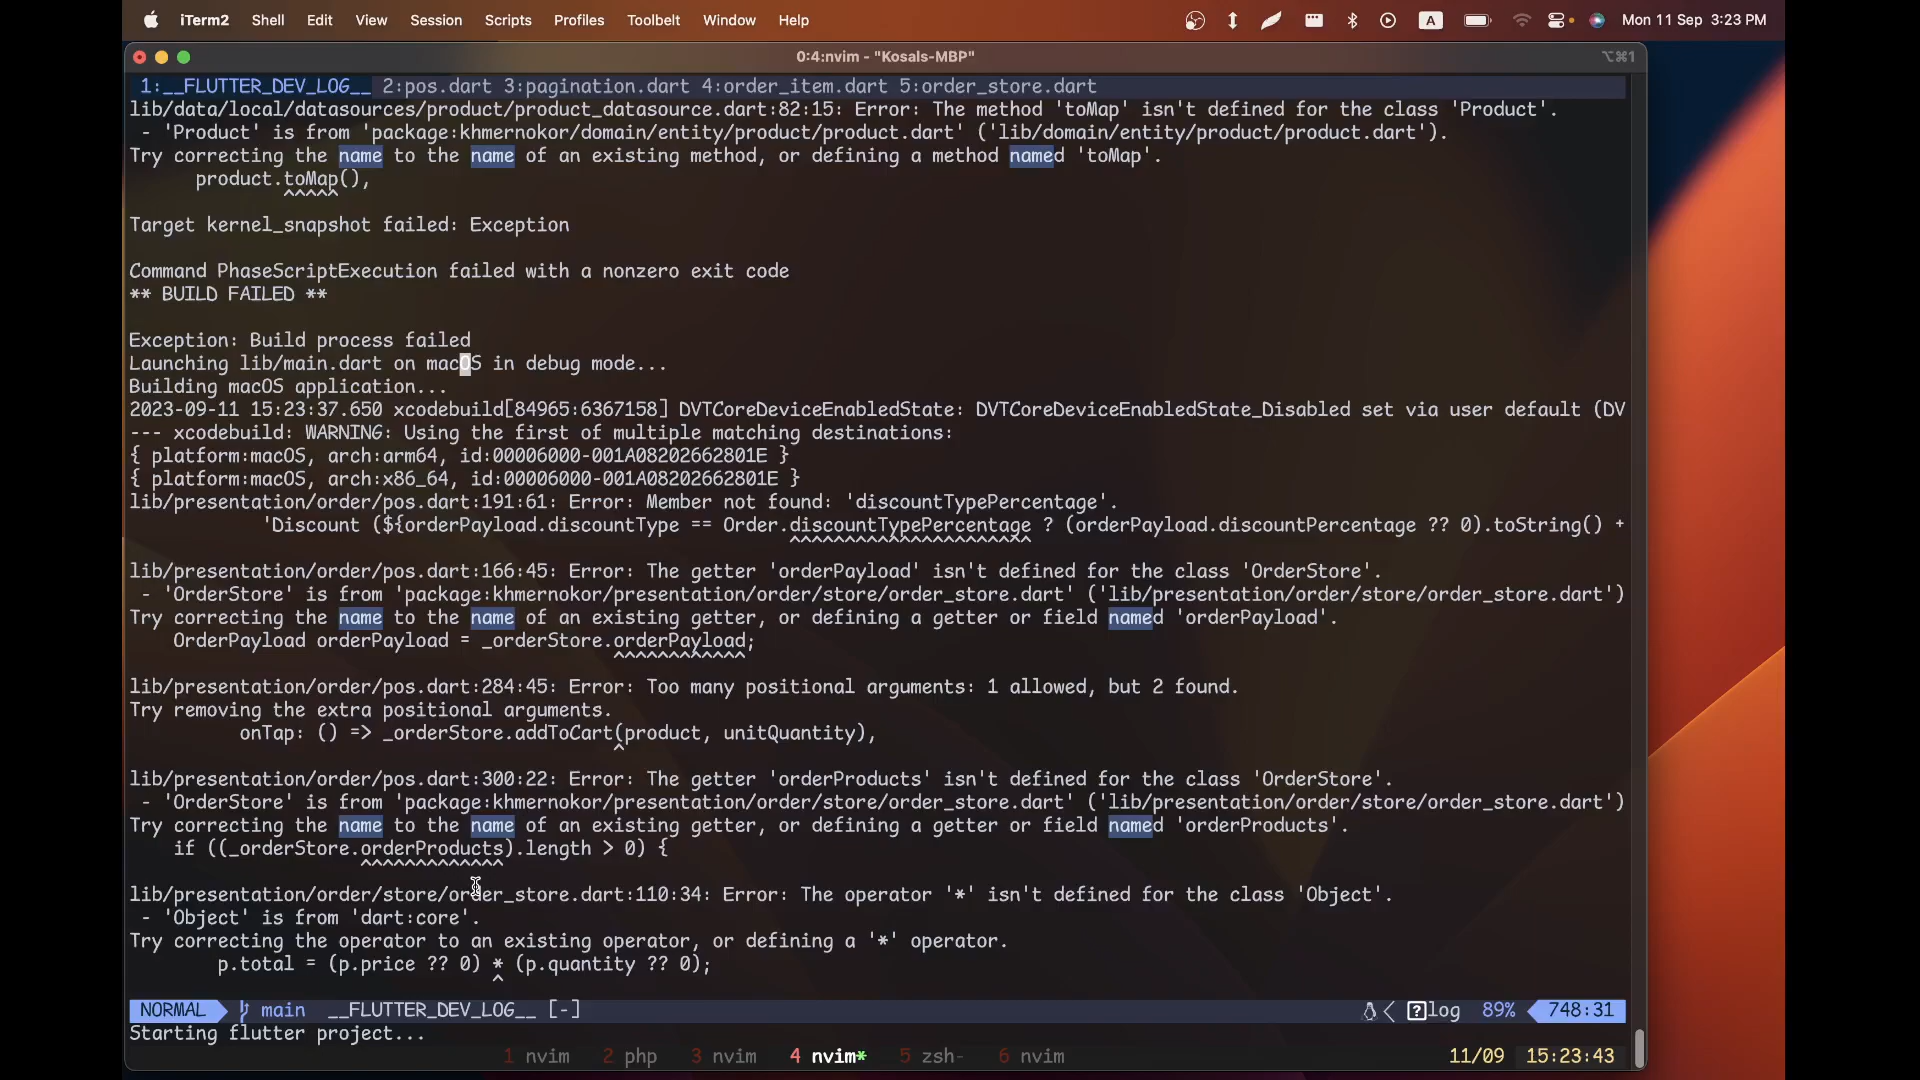 iTerm2 Shell Edit View Session Scripts Profiles Toolbelt Window Help A Mon 11 Sep 3:23 PM
0:4:nvim - "Kosals-MBP" ⌥⌘1
1:__FLUTTER_DEV_LOG__ 2:pos.dart 3:pagination.dart 4:order_item.dart 5:order_store.dart
lib/data/local/datasources/product/product_datasource.dart:82:15: Error: The method 'toMap' isn't defined for the class 'Product'.
- 'Product' is from 'package:khmernokor/domain/entity/product/product.dart' ('lib/domain/entity/product/product.dart').
Try correcting the name to the name of an existing method, or defining a method named 'toMap'.
product.toMap(),
^^^^^
Target kernel_snapshot failed: Exception
Command PhaseScriptExecution failed with a nonzero exit code
** BUILD FAILED **
Exception: Build process failed
Launching lib/main.dart on macOS in debug mode...
Building macOS application...
2023-09-11 15:23:37.650 xcodebuild[84965:6367158] DVTCoreDeviceEnabledState: DVTCoreDeviceEnabledState_Disabled set via user default (DV
--- xcodebuild: WARNING: Using the first of multiple matching destinations:
{ platform:macOS, arch:arm64, id:00006000-001A08202662801E }
{ platform:macOS, arch:x86_64, id:00006000-001A08202662801E }
lib/presentation/order/pos.dart:191:61: Error: Member not found: 'discountTypePercentage'.
'Discount (${orderPayload.discountType == Order.discountTypePercentage ? (orderPayload.discountPercentage ?? 0).toString() +
^^^^^^^^^^^^^^^^^^^^^^
lib/presentation/order/pos.dart:166:45: Error: The getter 'orderPayload' isn't defined for the class 'OrderStore'.
- 'OrderStore' is from 'package:khmernokor/presentation/order/store/order_store.dart' ('lib/presentation/order/store/order_store.dart')
Try correcting the name to the name of an existing getter, or defining a getter or field named 'orderPayload'.
OrderPayload orderPayload = _orderStore.orderPayload;
^^^^^^^^^^^^
lib/presentation/order/pos.dart:284:45: Error: Too many positional arguments: 1 allowed, but 2 found.
Try removing the extra positional arguments.
onTap: () => _orderStore.addToCart(product, unitQuantity),
^
lib/presentation/order/pos.dart:300:22: Error: The getter 'orderProducts' isn't defined for the class 'OrderStore'.
- 'OrderStore' is from 'package:khmernokor/presentation/order/store/order_store.dart' ('lib/presentation/order/store/order_store.dart')
Try correcting the name to the name of an existing getter, or defining a getter or field named 'orderProducts'.
if ((_orderStore.orderProducts).length > 0) {
^^^^^^^^^^^^^
lib/presentation/order/store/order_store.dart:110:34: Error: The operator '*' isn't defined for the class 'Object'.
- 'Object' is from 'dart:core'.
Try correcting the operator to an existing operator, or defining a '*' operator.
p.total = (p.price ?? 0) * (p.quantity ?? 0);
^
NORMAL main __FLUTTER_DEV_LOG__ [-] ?log 89% 748:31
Starting flutter project...
1 nvim 2 php 3 nvim 4 nvim* 5 zsh- 6 nvim 11/09 15:23:43